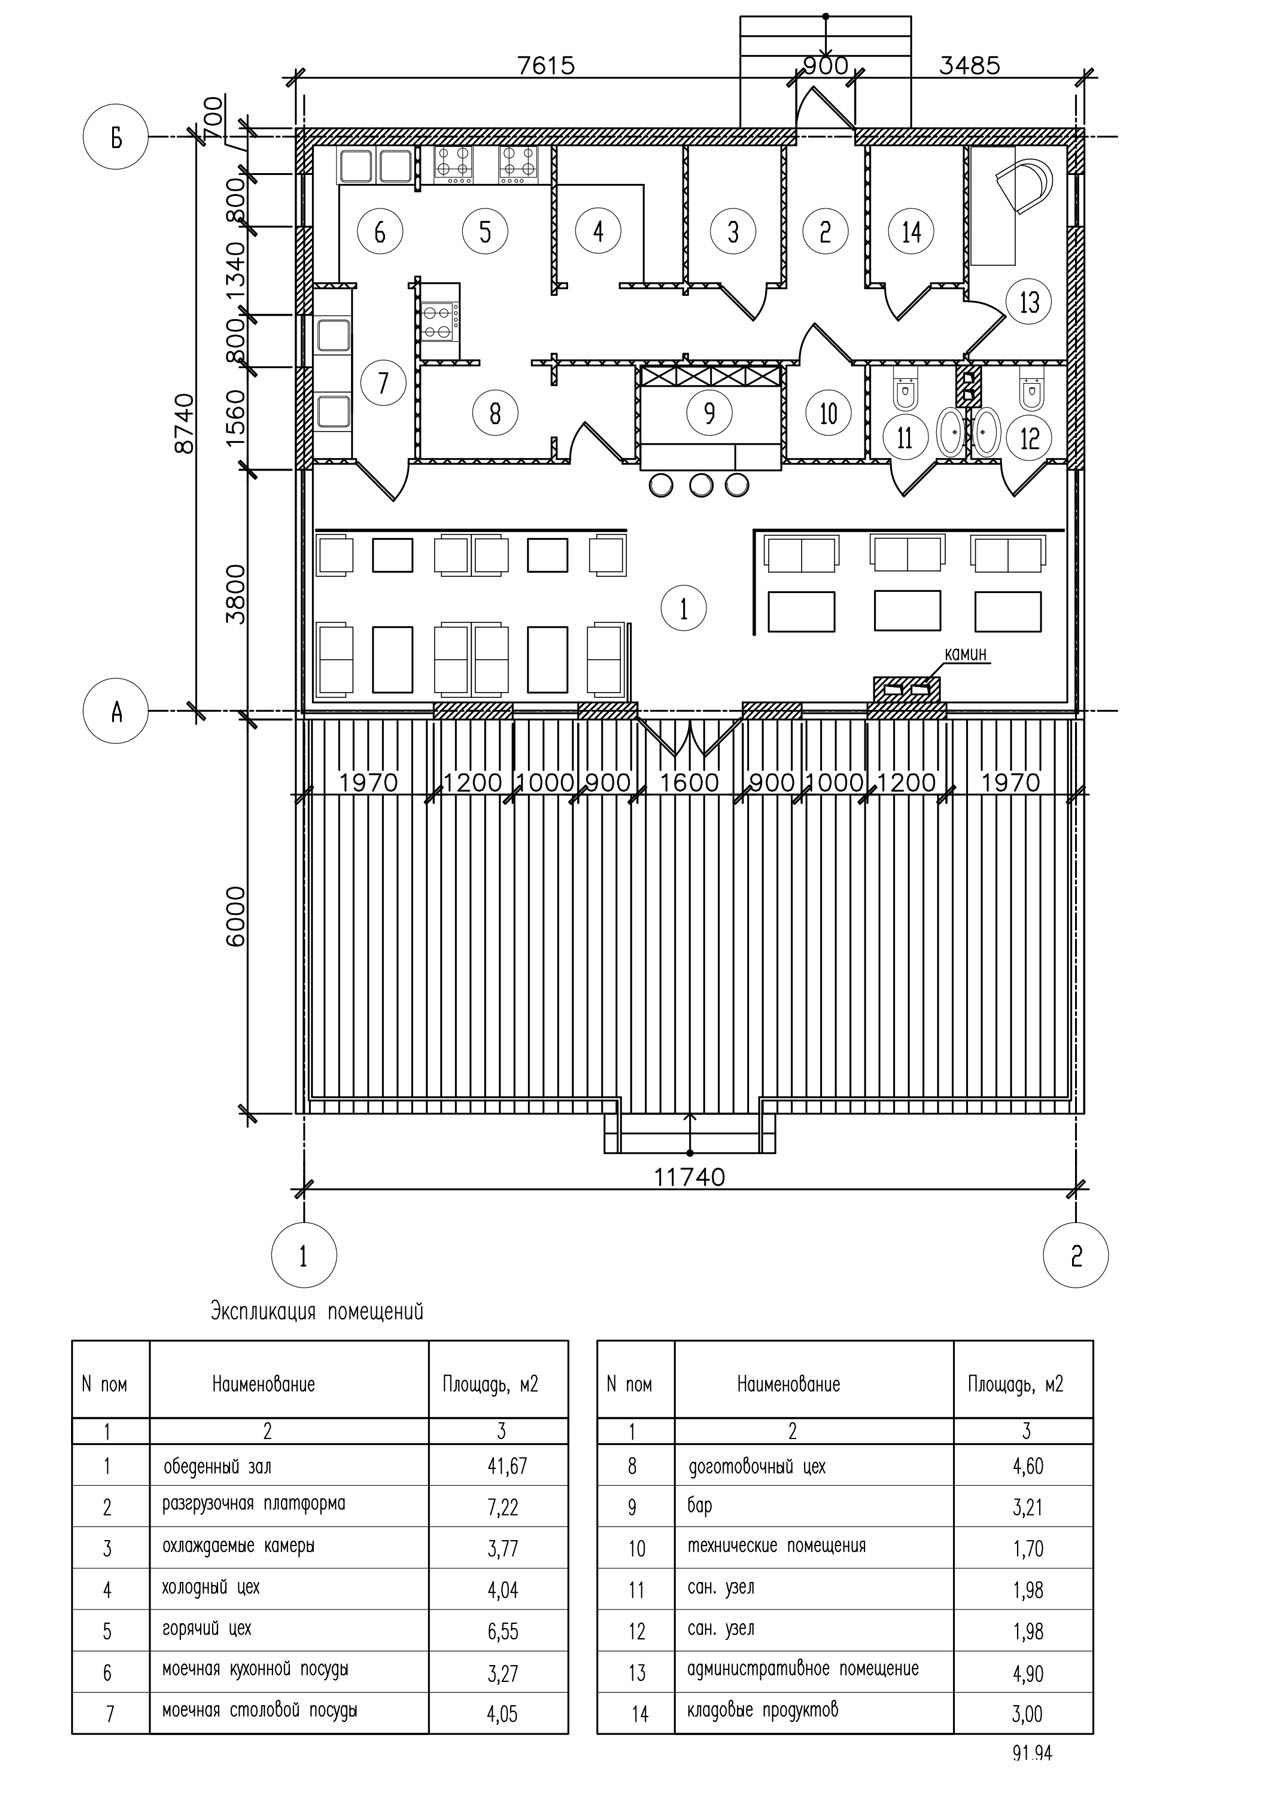 7615 900 3485
Б
700
800
1340
800
1560
8740
3800
6000
6 5 4 3 2 14
13
7 8 9 10 11 12
1
камин
А
1970 1200 1000 900 1600 900 1000 1200 1970
11740
1 2
Экспликация помещений
N пом Наименование Площадь, м2
1 2 3
1 обеденный зал 41,67
2 разгрузочная платформа 7,22
3 охлаждаемые камеры 3,77
4 холодный цех 4,04
5 горячий цех 6,55
6 моечная кухонной посуды 3,27
7 моечная столовой посуды 4,05
N пом Наименование Площадь, м2
1 2 3
8 доготовочный цех 4,60
9 бар 3,21
10 технические помещения 1,70
11 сан. узел 1,98
12 сан. узел 1,98
13 административное помещение 4,90
14 кладовые продуктов 3,00
91.94